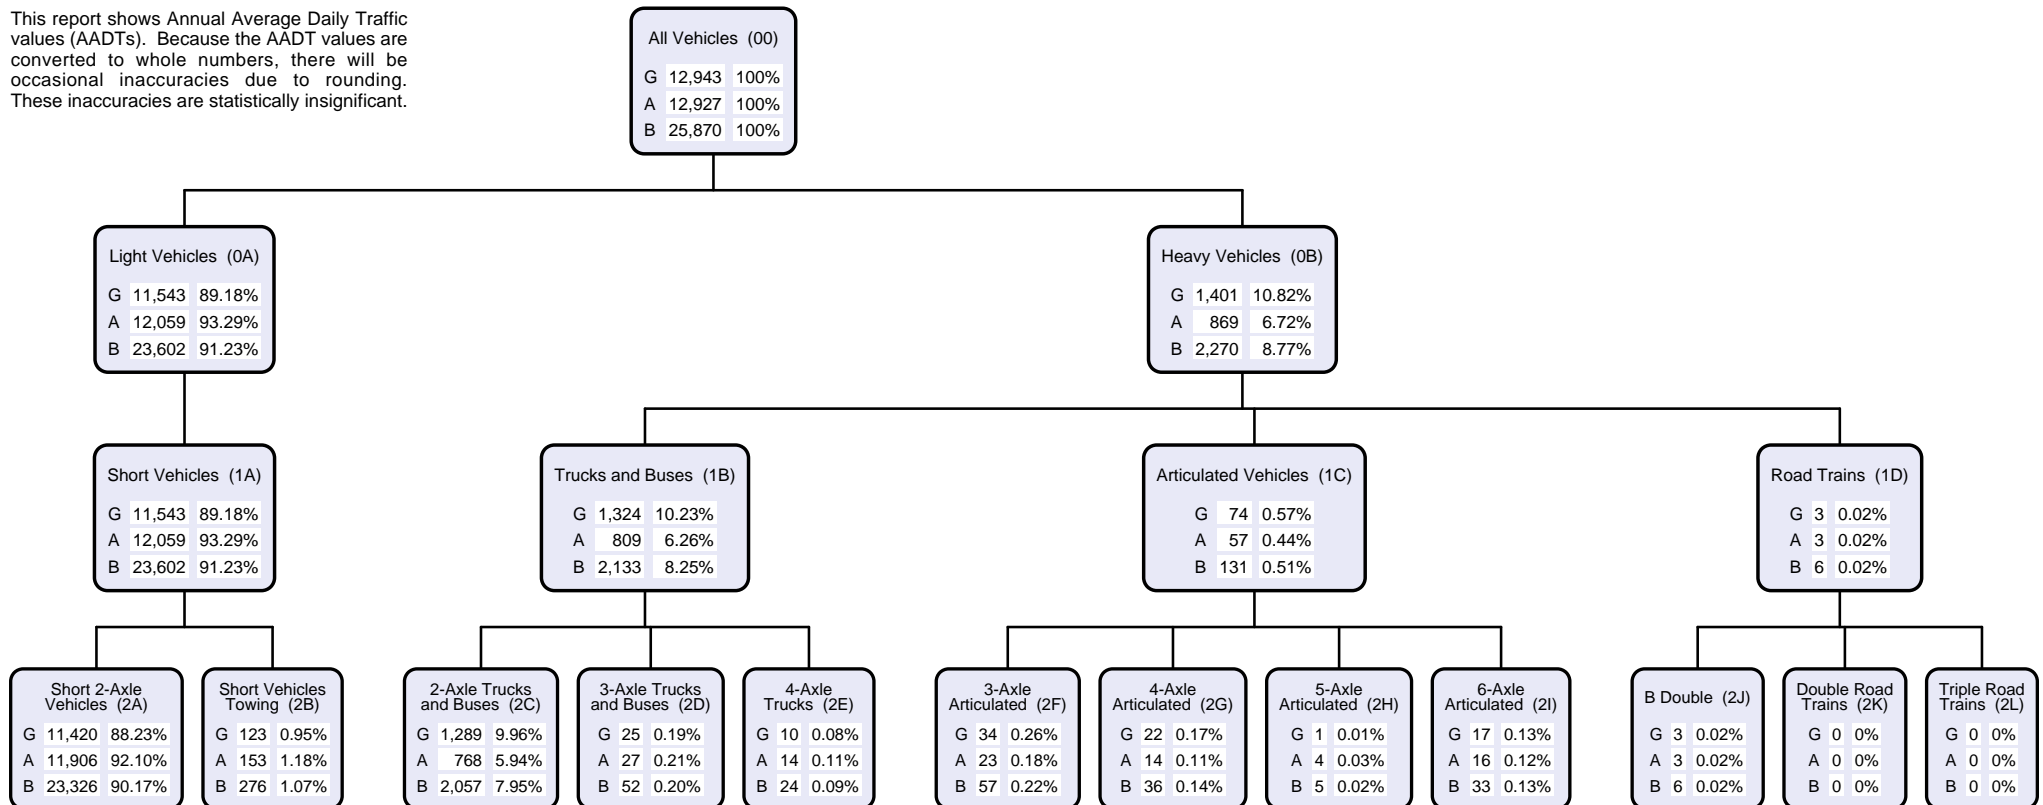 This report shows Annual Average Daily Traffic
values (AADTs). Because the AADT values are
converted to whole numbers, there will be
occasional inaccuracies due to rounding.
These inaccuracies are statistically insignificant.
All Vehicles (00)
G 12,943 100%
A 12,927 100%
B 25,870 100%
Light Vehicles (0A)
G 11,543 89.18%
A 12,059 93.29%
B 23,602 91.23%
Heavy Vehicles (0B)
G 1,401 10.82%
A 869 6.72%
B 2,270 8.77%
Short Vehicles (1A)
G 11,543 89.18%
A 12,059 93.29%
B 23,602 91.23%
Trucks and Buses (1B)
G 1,324 10.23%
A 809 6.26%
B 2,133 8.25%
Articulated Vehicles (1C)
G 74 0.57%
A 57 0.44%
B 131 0.51%
Road Trains (1D)
G 3 0.02%
A 3 0.02%
B 6 0.02%
Short 2-Axle
Vehicles (2A)
G 11,420 88.23%
A 11,906 92.10%
B 23,326 90.17%
Short Vehicles
Towing (2B)
G 123 0.95%
A 153 1.18%
B 276 1.07%
2-Axle Trucks
and Buses (2C)
G 1,289 9.96%
A 768 5.94%
B 2,057 7.95%
3-Axle Trucks
and Buses (2D)
G 25 0.19%
A 27 0.21%
B 52 0.20%
4-Axle
Trucks (2E)
G 10 0.08%
A 14 0.11%
B 24 0.09%
3-Axle
Articulated (2F)
G 34 0.26%
A 23 0.18%
B 57 0.22%
4-Axle
Articulated (2G)
G 22 0.17%
A 14 0.11%
B 36 0.14%
5-Axle
Articulated (2H)
G 1 0.01%
A 4 0.03%
B 5 0.02%
6-Axle
Articulated (2I)
G 17 0.13%
A 16 0.12%
B 33 0.13%
B Double (2J)
G 3 0.02%
A 3 0.02%
B 6 0.02%
Double Road
Trains (2K)
G 0 0%
A 0 0%
B 0 0%
Triple Road
Trains (2L)
G 0 0%
A 0 0%
B 0 0%